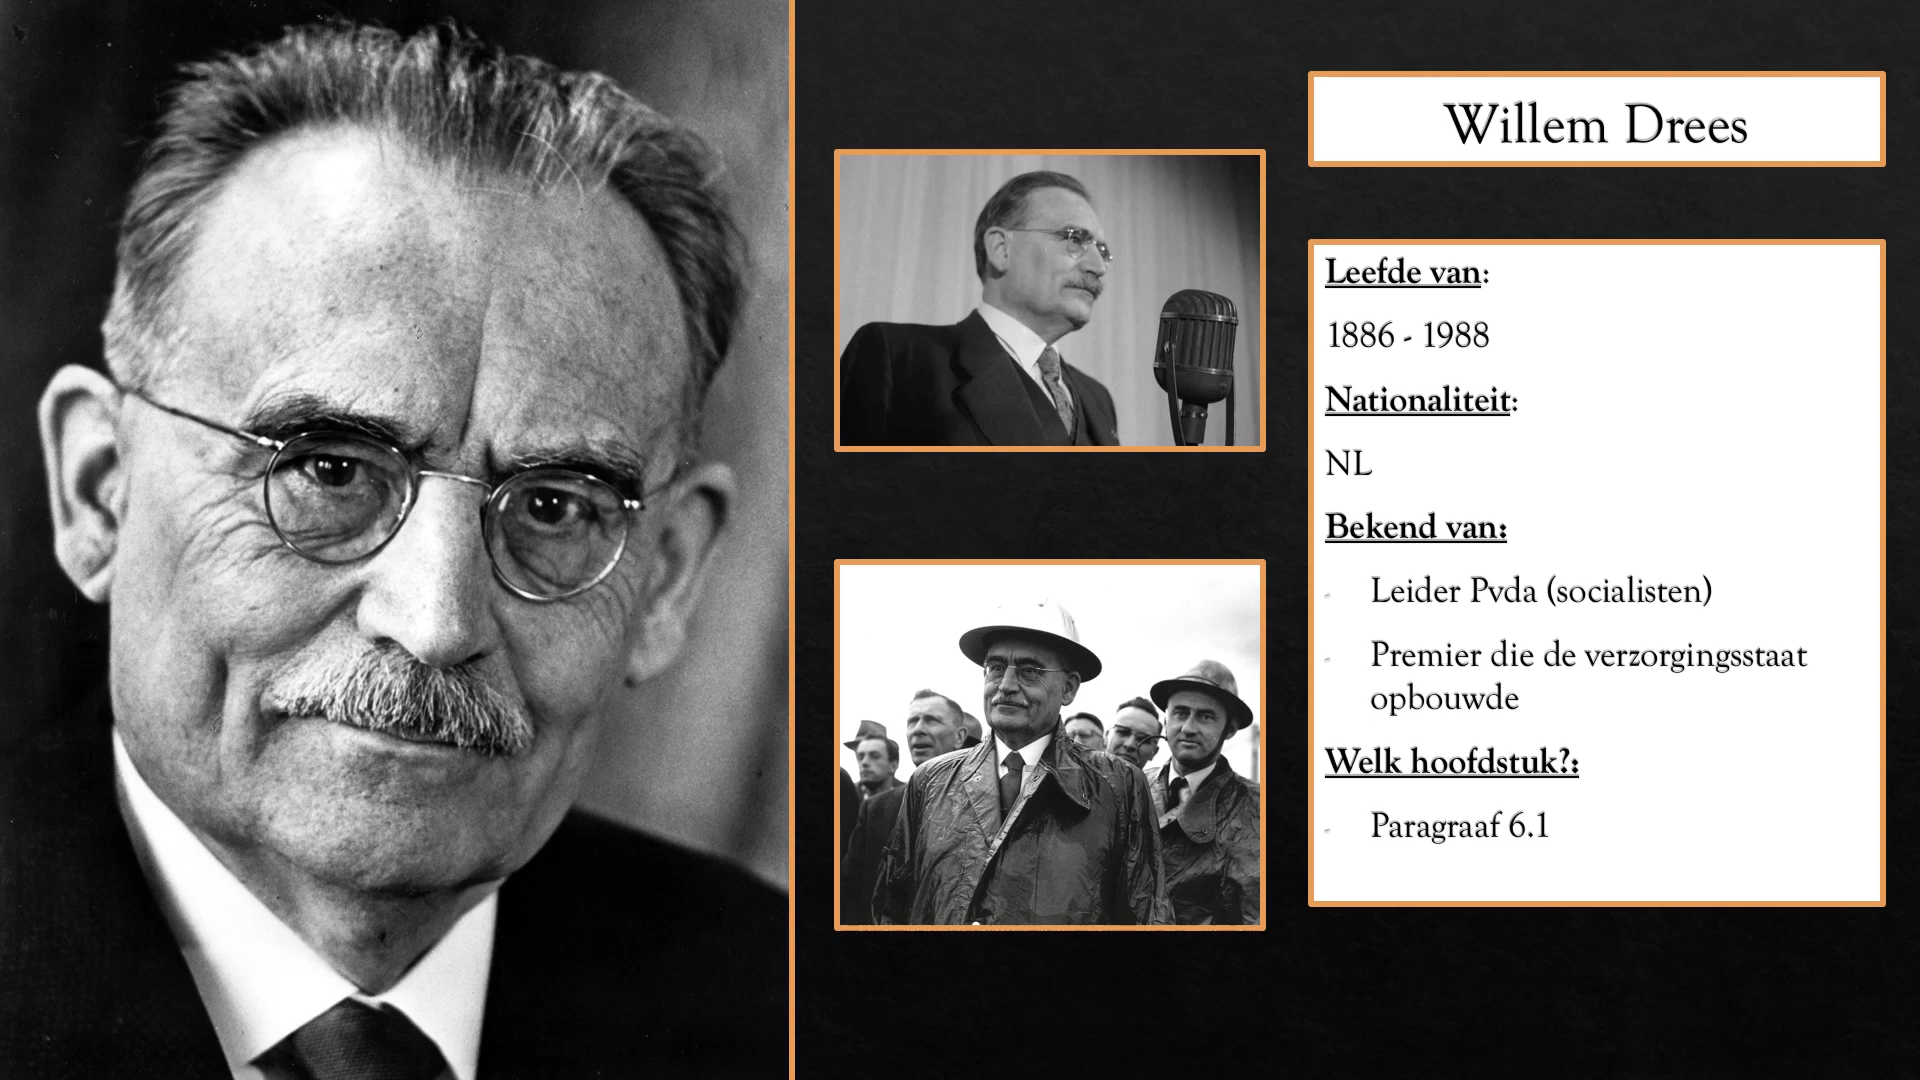 Willem Drees
Leefde van:
1886 - 1988
Nationaliteit:
NL
Bekend van:
- Leider Pvda (socialisten)
- Premier die de verzorgingsstaat
opbouwde
Welk hoofdstuk?:
- Paragraaf 6.1